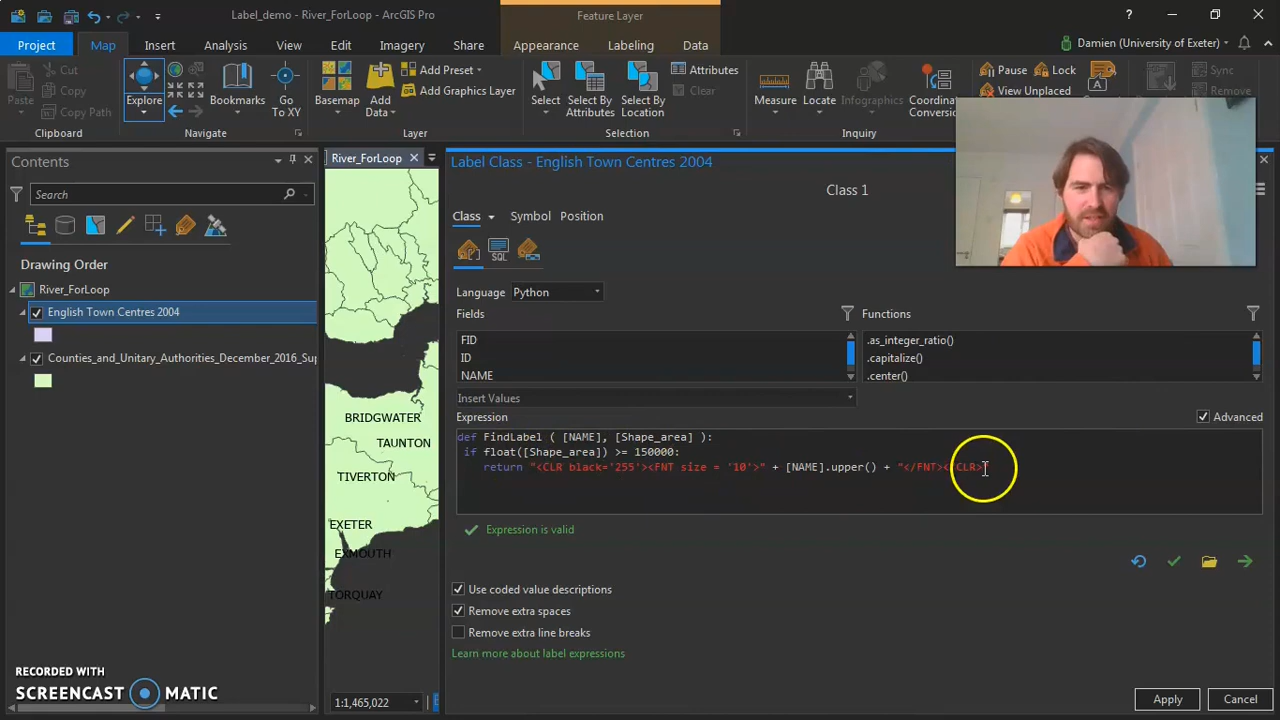 Label_demo - River_ForLoop - ArcGIS Pro
Feature Layer
?
Project
Map
Insert
Analysis
View
Edit
Imagery
Share
Appearance
Labeling
Data
Damien (University of Exeter)
Paste
Cut
Copy
Copy Path
Clipboard
Explore
Bookmarks
Go To XY
Navigate
Basemap
Add Data
Add Preset
Add Graphics Layer
Layer
Select
Select By Attributes
Select By Location
Attributes
Clear
Selection
Measure
Locate
Infographics
Coordinate
Conversion
Inquiry
Pause
Lock
View Unplaced
Sync
Remove
Contents
Search
Drawing Order
River_ForLoop
English Town Centres 2004
Counties_and_Unitary_Authorities_December_2016_Sup
River_ForLoop
BRIDGWATER
TAUNTON
TIVERTON
EXETER
EXMOUTH
TORQUAY
1:1,465,022
Label Class - English Town Centres 2004
Class 1
Class
Symbol
Position
SQL
Language
Python
Fields
FID
ID
NAME
Functions
.as_integer_ratio()
.capitalize()
.center()
Insert Values
Expression
Advanced
def FindLabel ( [NAME], [Shape_area] ):
if float([Shape_area]) >= 150000:
return "<CLR black='255'><FNT size = '10'>" + [NAME].upper() + "</FNT></CLR>"
Expression is valid
Use coded value descriptions
Remove extra spaces
Remove extra line breaks
Learn more about label expressions
Apply
Cancel
RECORDED WITH
SCREENCAST MATIC